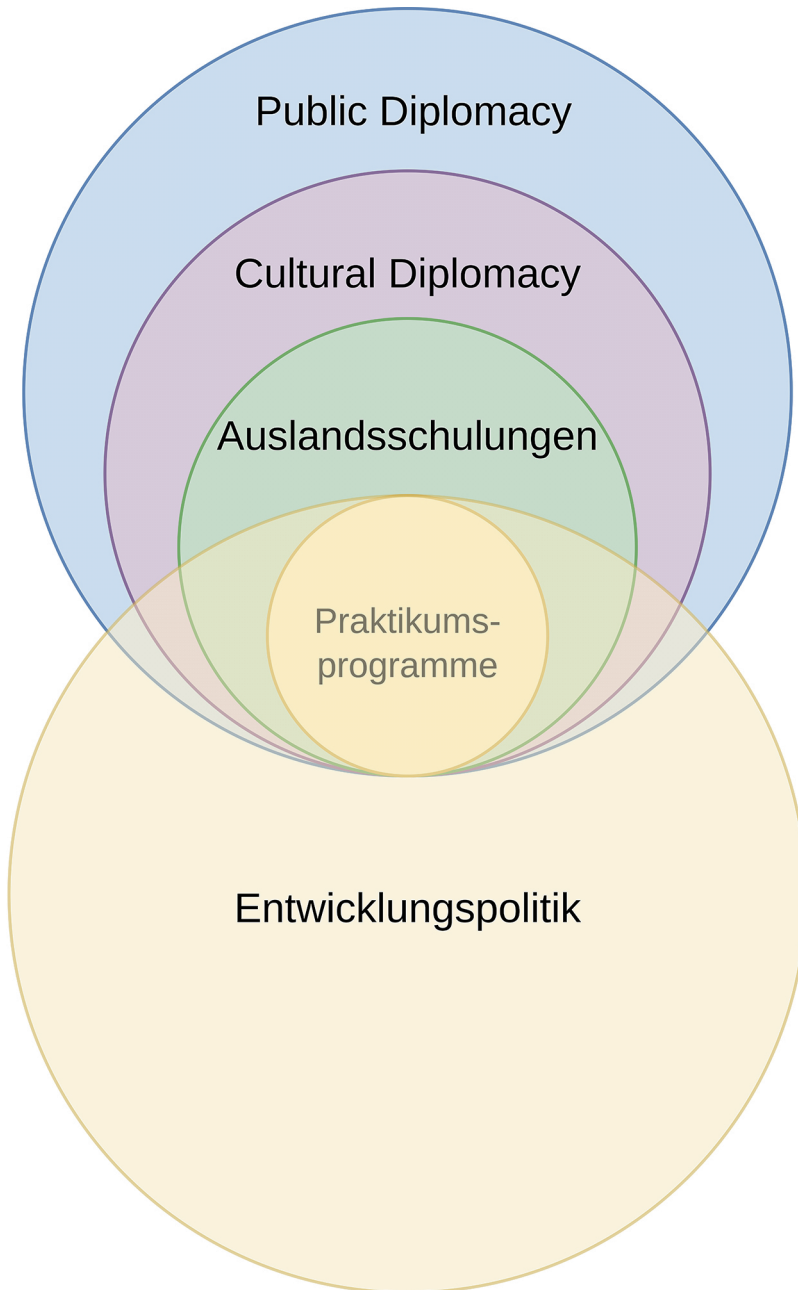 Public Diplomacy
Cultural Diplomacy
Auslandsschulungen
Praktikums-
programme
Entwicklungspolitik